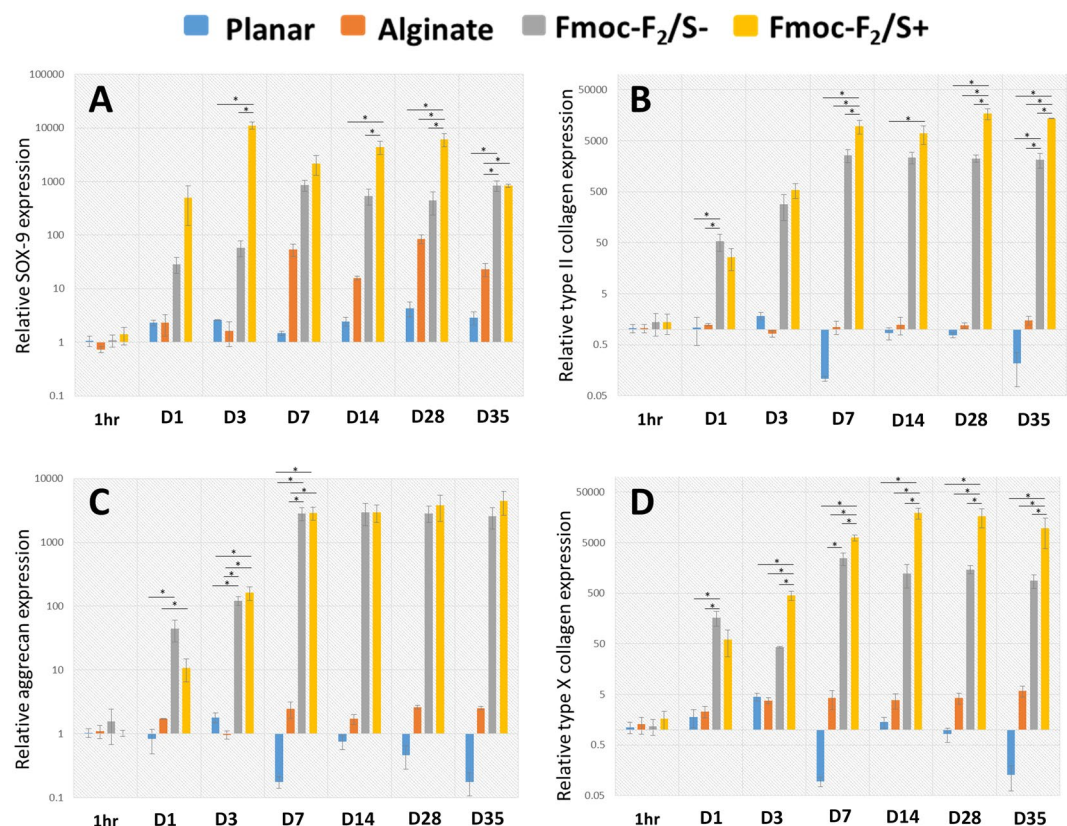 Planar Alginate Fmoc-F₂/S- Fmoc-F₂/S+
A
Relative SOX-9 expression
100000
10000
1000
100
10
1
0.1
1hr D1 D3 D7 D14 D28 D35
* * * * * * * * * * * *
B
Relative type II collagen expression
50000
5000
500
50
5
0.5
0.05
1hr D1 D3 D7 D14 D28 D35
* * * * * * * * * * * * * *
C
Relative aggrecan expression
10000
1000
100
10
1
0.1
1hr D1 D3 D7 D14 D28 D35
* * * * * * * * * *
D
Relative type X collagen expression
50000
5000
500
50
5
0.5
0.05
1hr D1 D3 D7 D14 D28 D35
* * * * * * * * * * * * * * * * * *